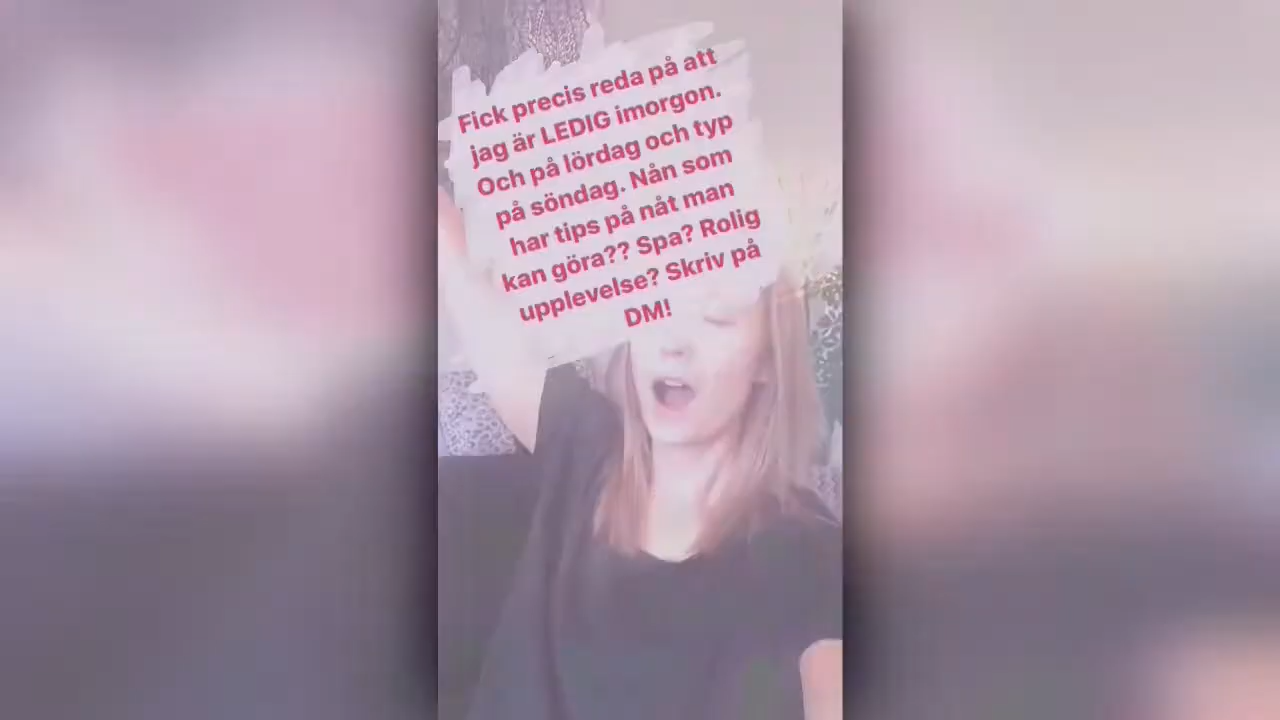 Fick precis reda på att
jag är LEDIG imorgon.
Och på lördag och typ
på söndag. Nån som
har tips på nåt man
kan göra?? Spa? Rolig
upplevelse? Skriv på
DM!